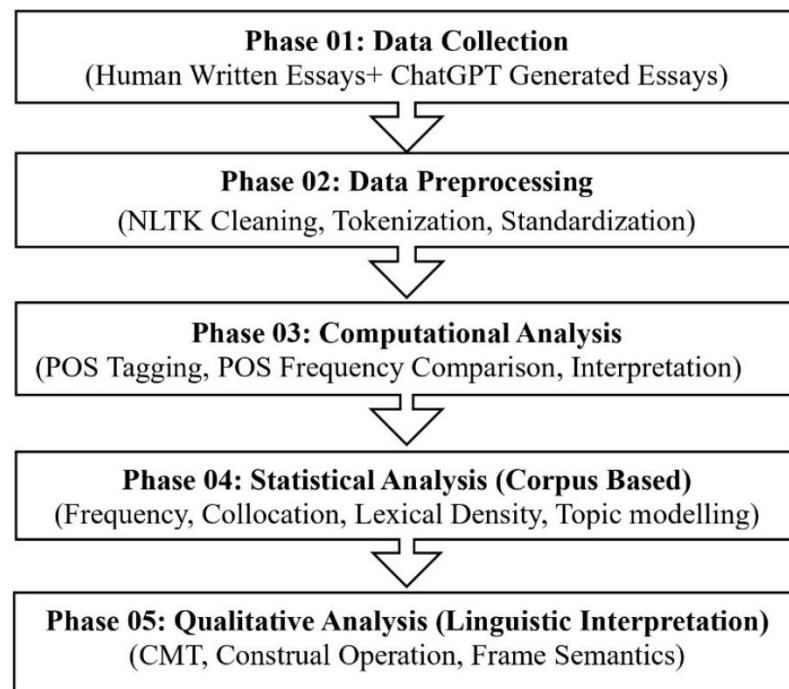 Phase 01: Data Collection
(Human Written Essays+ ChatGPT Generated Essays)
Phase 02: Data Preprocessing
(NLTK Cleaning, Tokenization, Standardization)
Phase 03: Computational Analysis
(POS Tagging, POS Frequency Comparison, Interpretation)
Phase 04: Statistical Analysis (Corpus Based)
(Frequency, Collocation, Lexical Density, Topic modelling)
Phase 05: Qualitative Analysis (Linguistic Interpretation)
(CMT, Construal Operation, Frame Semantics)